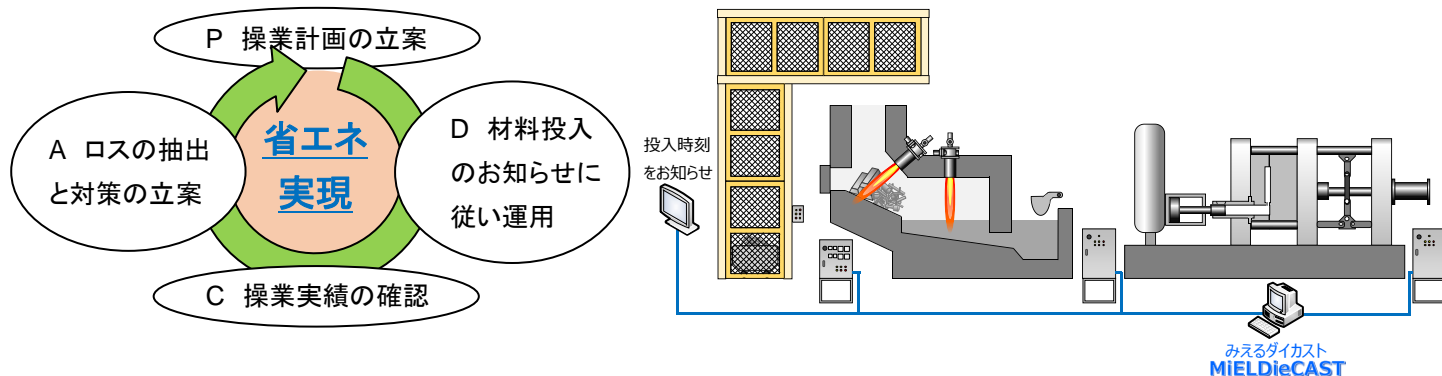 P 操業計画の立案
省エネ
実現
A ロスの抽出
と対策の立案
D 材料投入
のお知らせに
従い運用
C 操業実績の確認
投入時刻
をお知らせ
みえるダイカスト
MiELDieCAST